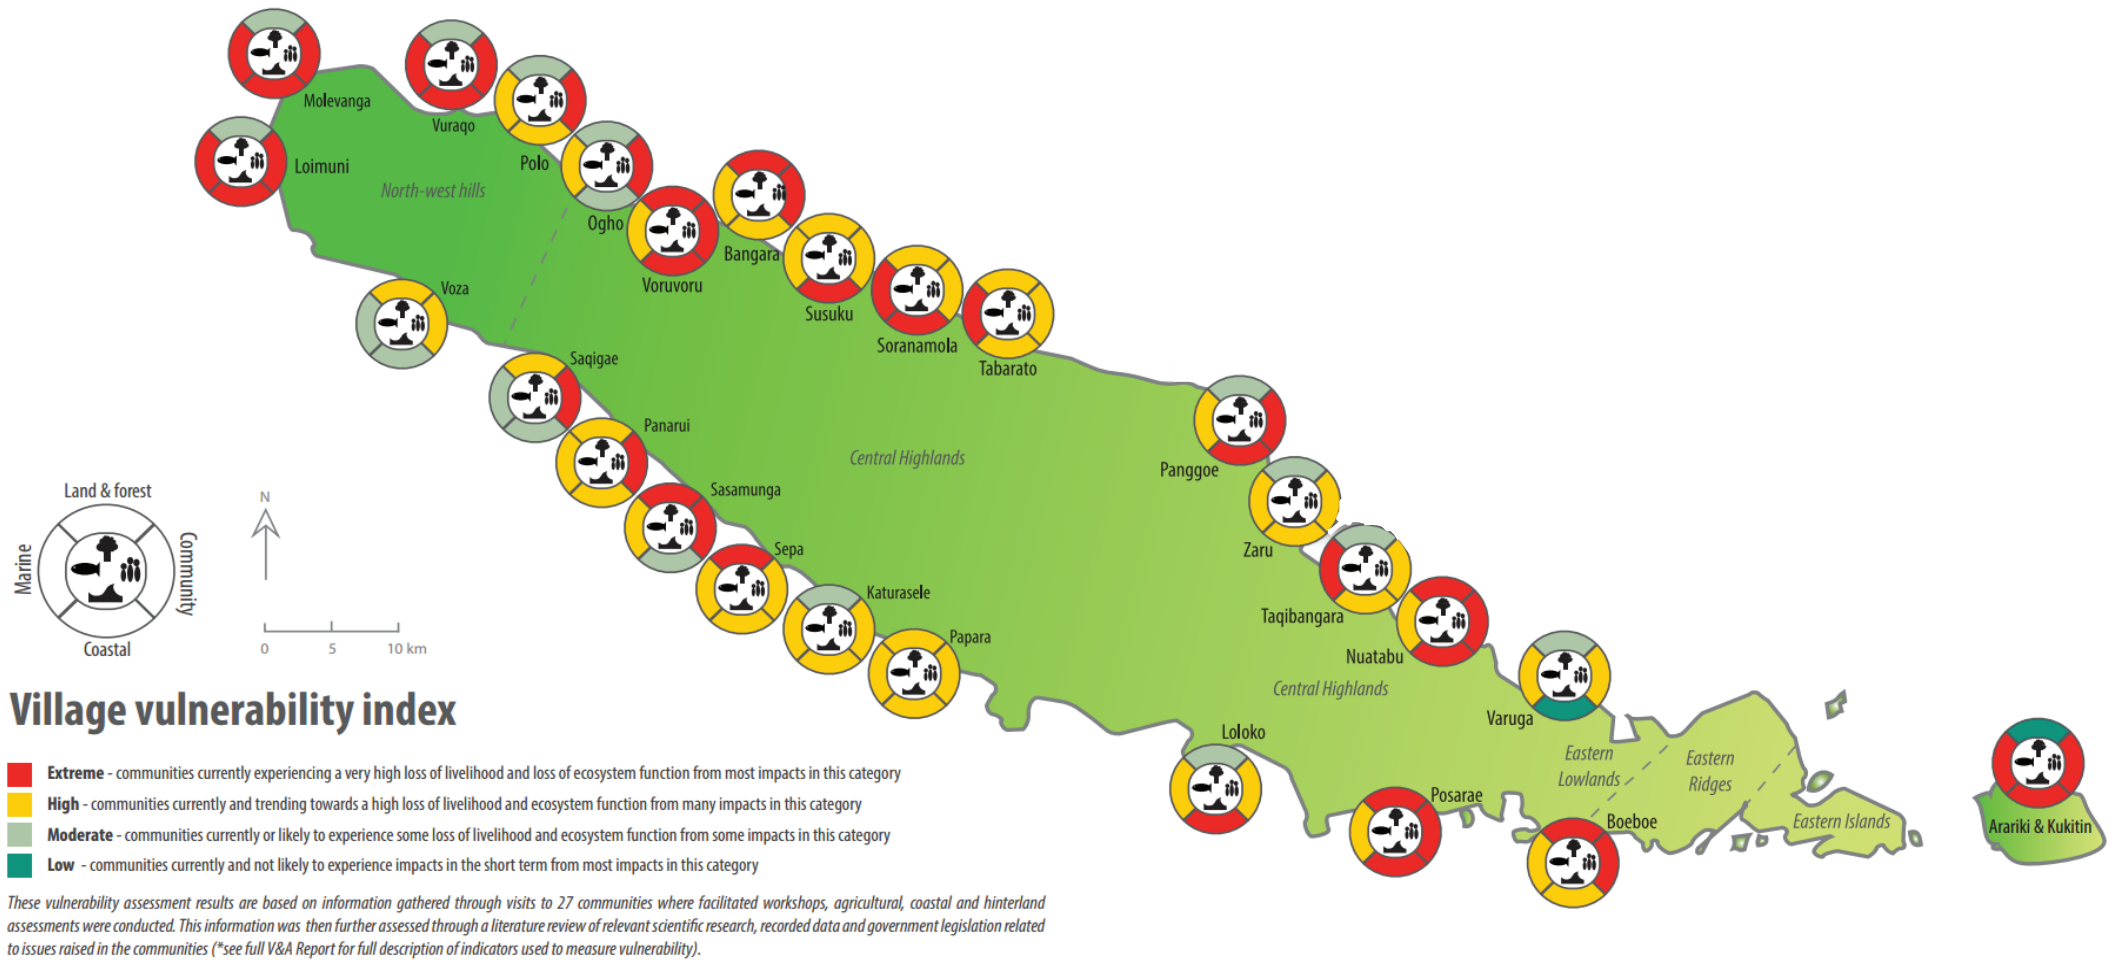 Molevanga
Vuraqo
Loimuni
Polo
North-west hills
Ogho
Bangara
Voruvoru
Voza
Susuku
Soranamola
Tabarato
Saqigae
Panarui
Central Highlands
Panggoe
Sasamunga
Land & forest
Marine
Community
Coastal
N
0 5 10 km
Sepa
Zaru
Katurasele
Taqibangara
Papara
Nuatabu
Central Highlands
Varuga
Loloko
Eastern
Lowlands
Eastern
Ridges
Posarae
Boeboe
Eastern Islands
Arariki & Kukitin
Village vulnerability index
Extreme - communities currently experiencing a very high loss of livelihood and loss of ecosystem function from most impacts in this category
High - communities currently and trending towards a high loss of livelihood and ecosystem function from many impacts in this category
Moderate - communities currently or likely to experience some loss of livelihood and ecosystem function from some impacts in this category
Low - communities currently and not likely to experience impacts in the short term from most impacts in this category
These vulnerability assessment results are based on information gathered through visits to 27 communities where facilitated workshops, agricultural, coastal and hinterland
assessments were conducted. This information was then further assessed through a literature review of relevant scientific research, recorded data and government legislation related
to issues raised in the communities (*see full V&A Report for full description of indicators used to measure vulnerability).